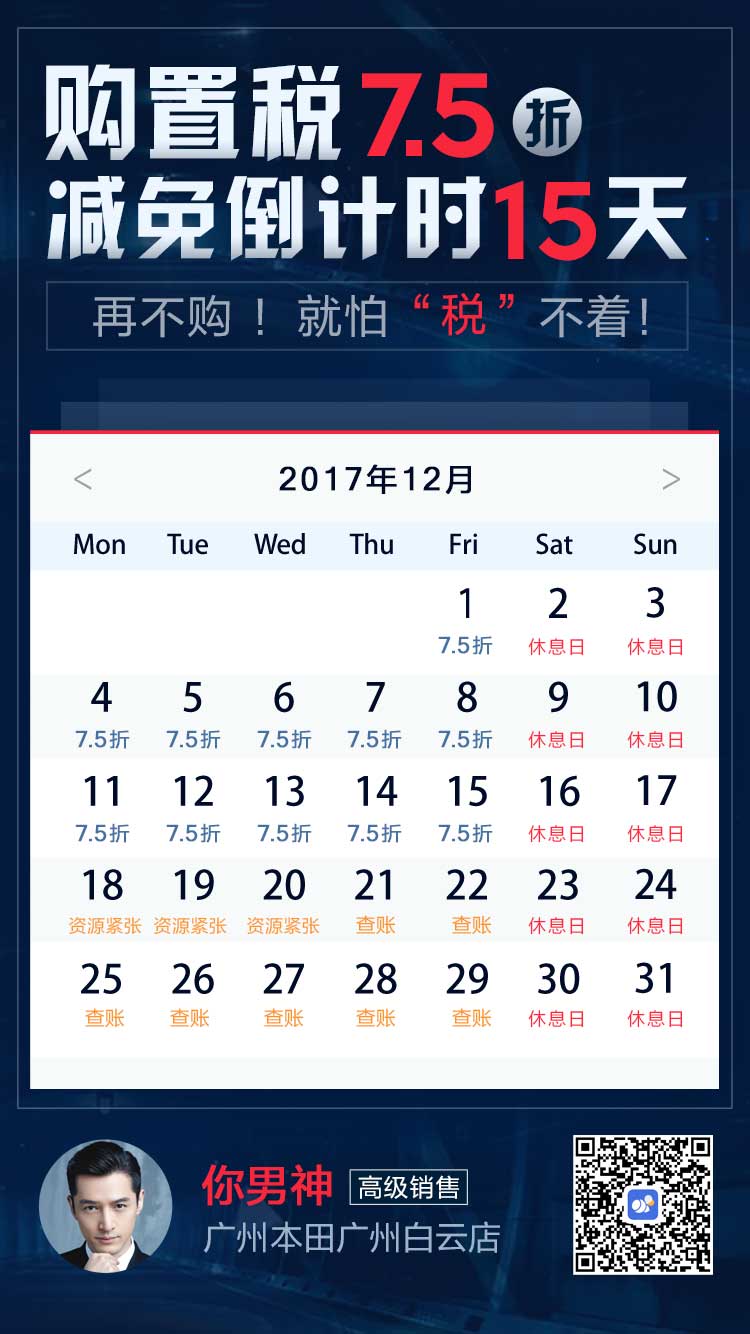 购置税7.5折
减免倒计时15天
再不购！就怕“税”不着！
< 2017年12月 >
Mon Tue Wed Thu Fri Sat Sun
1 2 3
7.5折 休息日 休息日
4 5 6 7 8 9 10
7.5折 7.5折 7.5折 7.5折 7.5折 休息日 休息日
11 12 13 14 15 16 17
7.5折 7.5折 7.5折 7.5折 7.5折 休息日 休息日
18 19 20 21 22 23 24
资源紧张 资源紧张 资源紧张 查账 查账 休息日 休息日
25 26 27 28 29 30 31
查账 查账 查账 查账 查账 休息日 休息日
你男神 高级销售
广州本田广州白云店